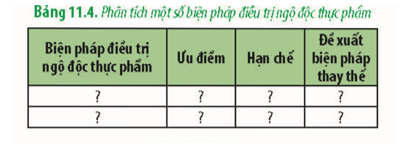 Bảng 11.4. Phân tích một số biện pháp điều trị ngộ độc thực phẩm
Biện pháp điều trị ngộ độc thực phẩm	Ưu điểm	Hạn chế	Đề xuất biện pháp thay thế
?	?	?	?
?	?	?	?